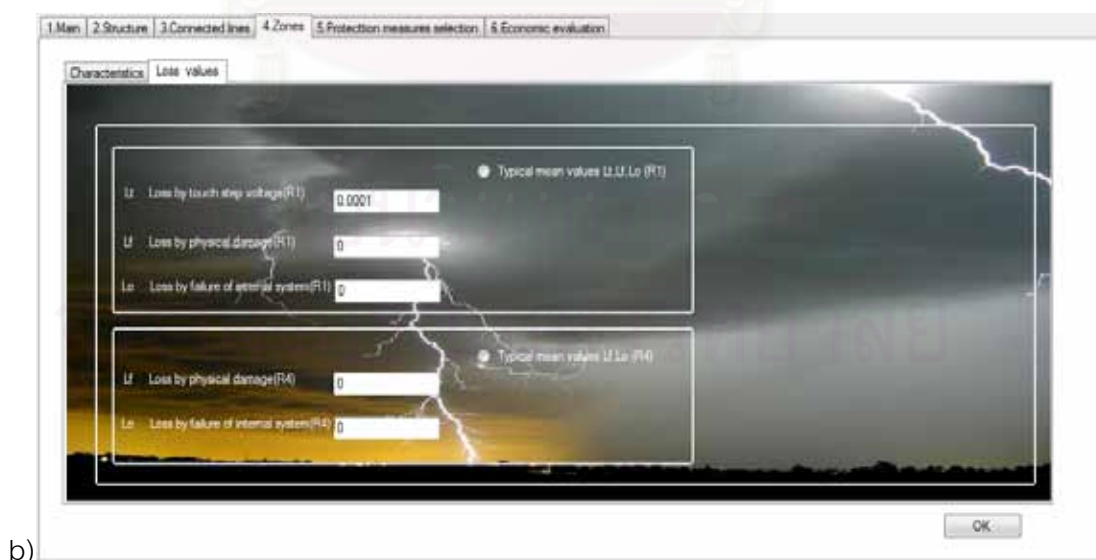 1.Main 2.Structure 3.Connected lines 4.Zones 5.Protecttion measures selection 6.Economic evaluation
Characteristics Loss values
Typical mean values Lt,Lf,Lo (R1)
Lt Loss by touch step voltage(R1) 0.0001
Lf Loss by physical damage(R1) 0
Lo Loss by failure of internal system(R1) 0
Typical mean values Lf,Lo (R4)
Lf Loss by physical damage(R4) 0
Lo Loss by failure of internal system(R4) 0
OK
b)